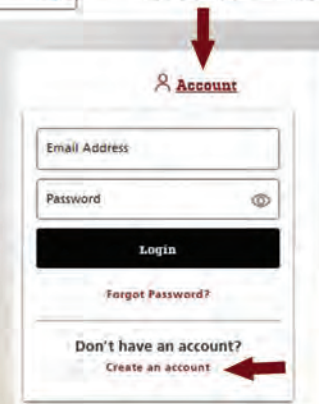 Account
Email Address
Password
Login
Forgot Password?
Don't have an account?
Create an account